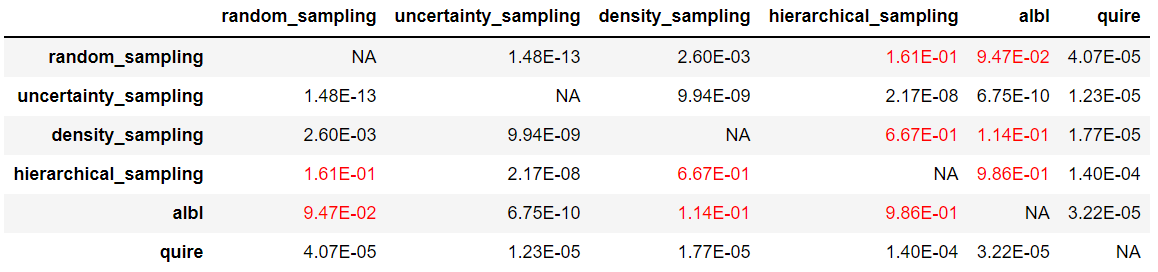 random_sampling uncertainty_sampling density_sampling hierarchical_sampling albl quire
random_sampling NA 1.48E-13 2.60E-03 1.61E-01 9.47E-02 4.07E-05
uncertainty_sampling 1.48E-13 NA 9.94E-09 2.17E-08 6.75E-10 1.23E-05
density_sampling 2.60E-03 9.94E-09 NA 6.67E-01 1.14E-01 1.77E-05
hierarchical_sampling 1.61E-01 2.17E-08 6.67E-01 NA 9.86E-01 1.40E-04
albl 9.47E-02 6.75E-10 1.14E-01 9.86E-01 NA 3.22E-05
quire 4.07E-05 1.23E-05 1.77E-05 1.40E-04 3.22E-05 NA